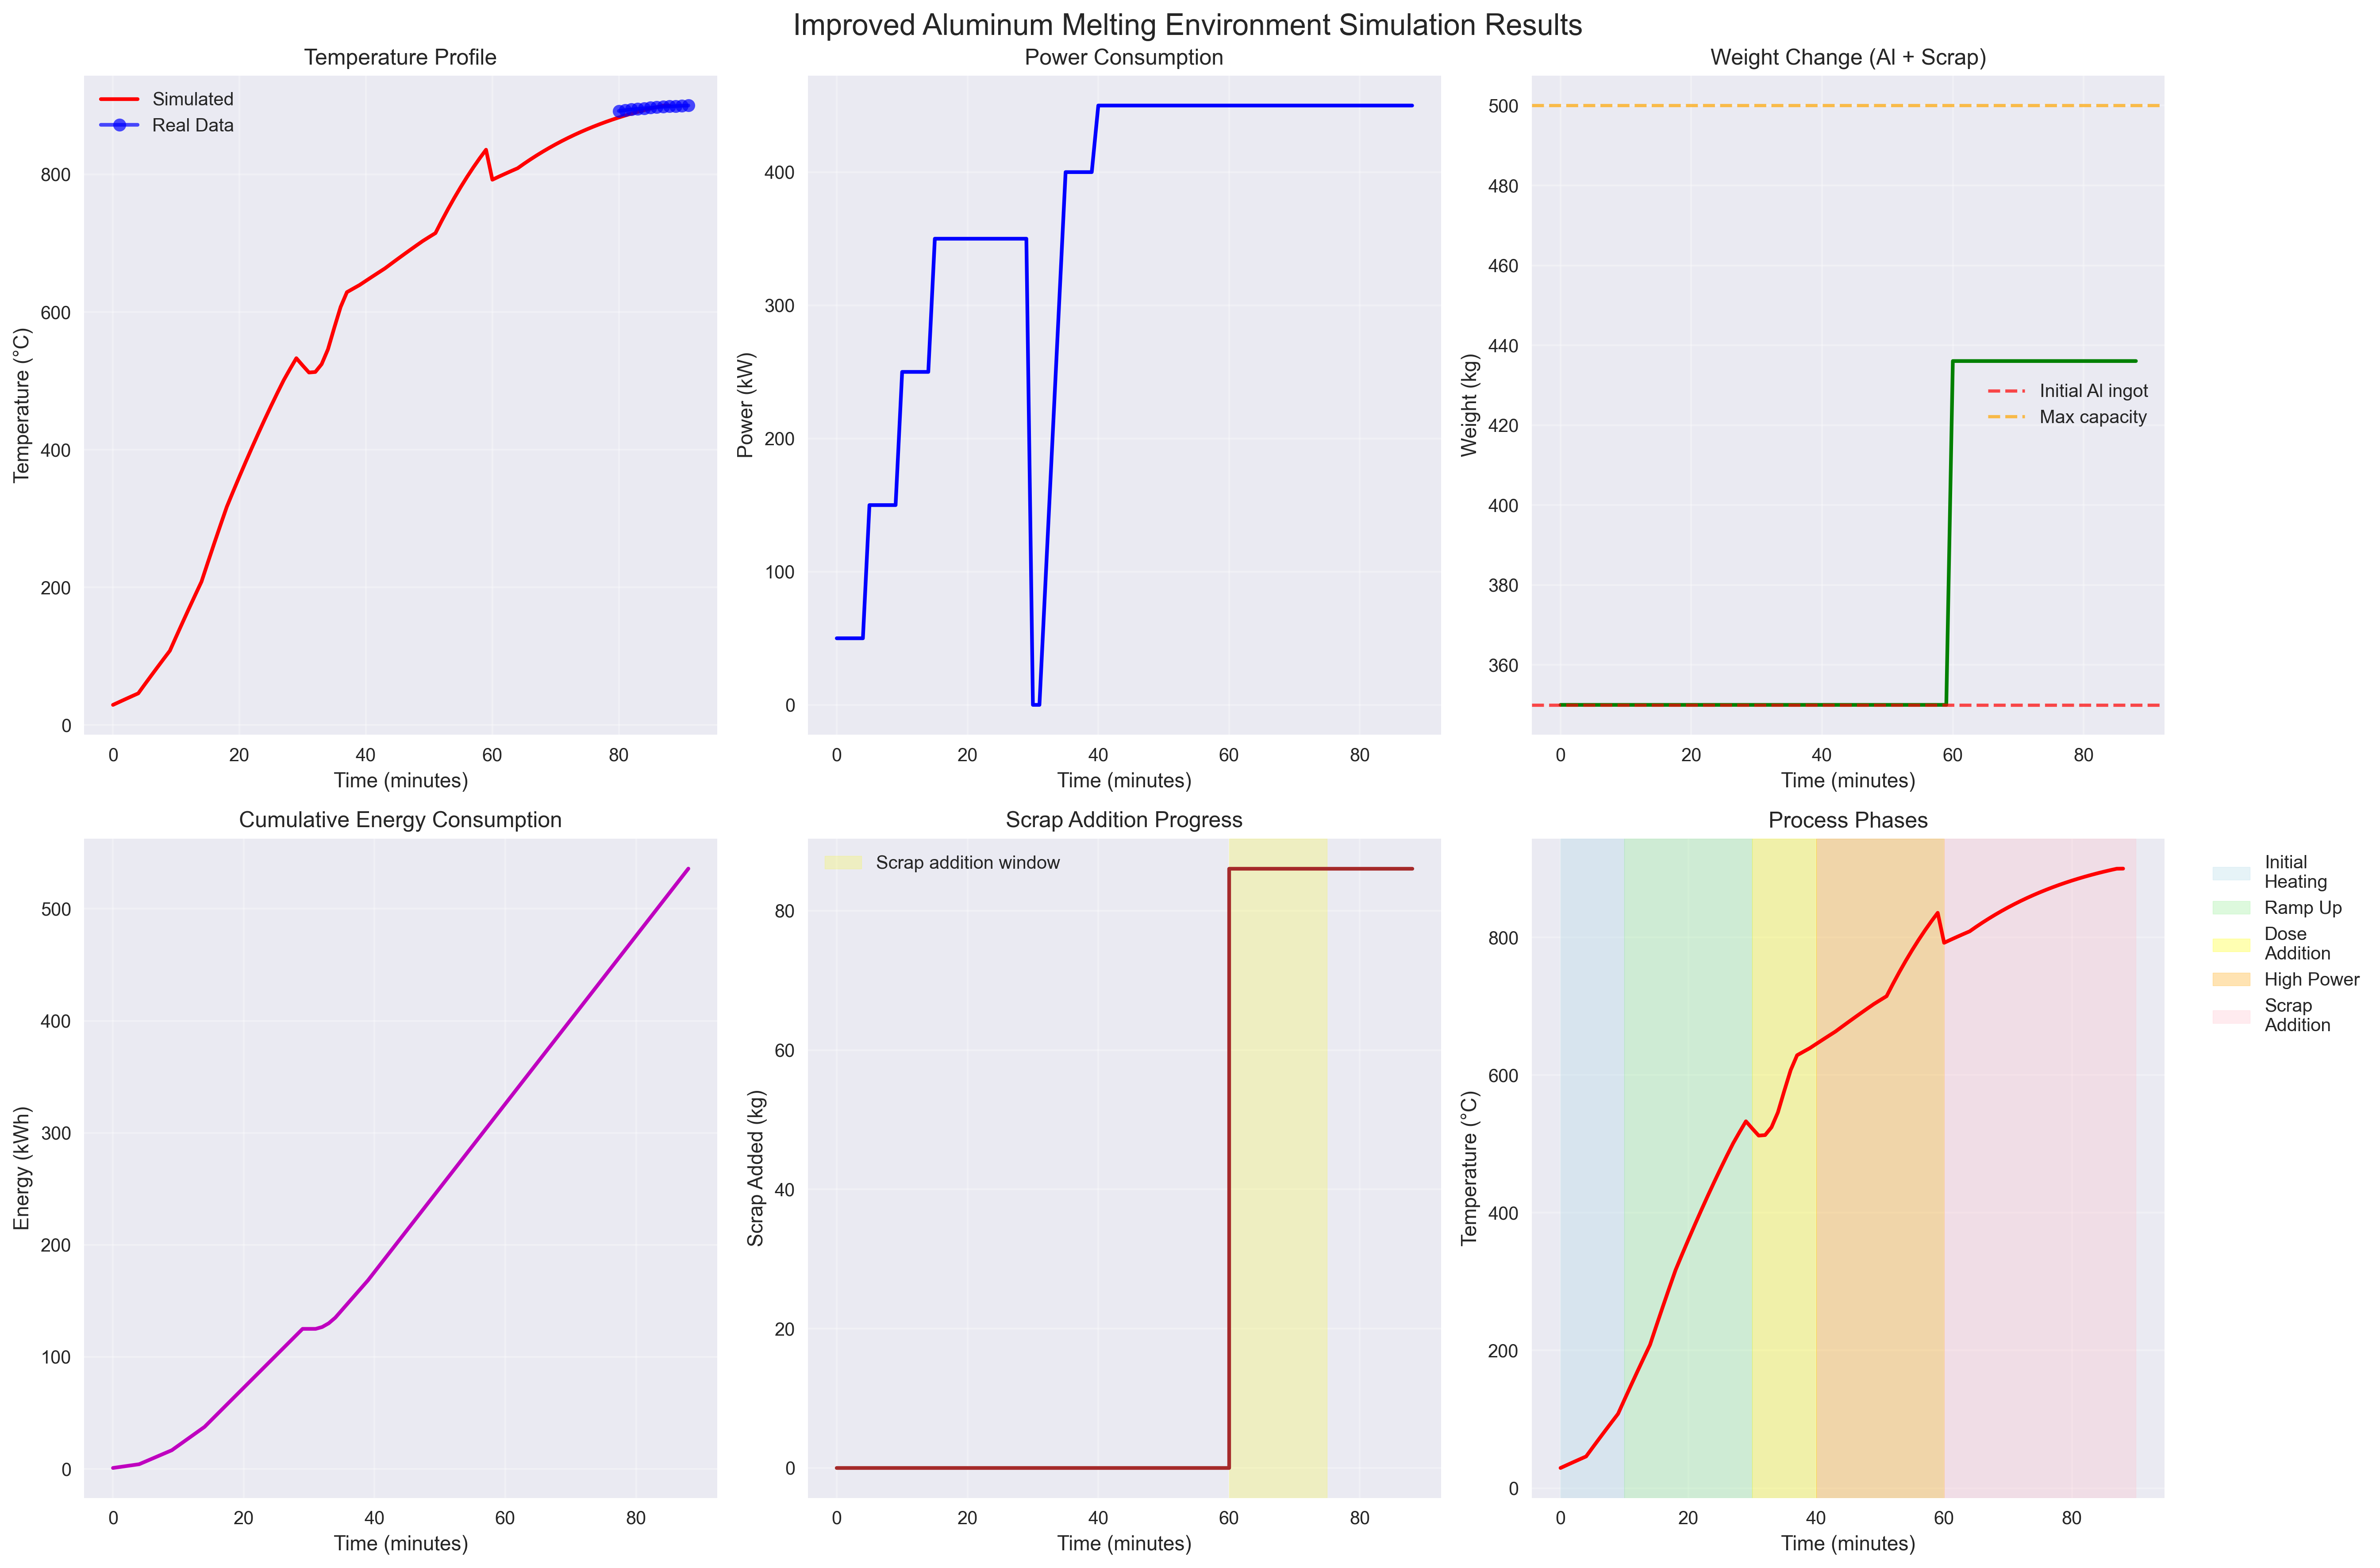 Improved Aluminum Melting Environment Simulation Results
Temperature Profile
Simulated
Real Data
800
600
400
200
0
Temperature (°C)
0 20 40 60 80
Time (minutes)
Power Consumption
400
300
200
100
0
Power (kW)
0 20 40 60 80
Time (minutes)
Weight Change (Al + Scrap)
500
480
460
440
420
400
380
360
Weight (kg)
Initial Al ingot
Max capacity
0 20 40 60 80
Time (minutes)
Cumulative Energy Consumption
500
400
300
200
100
0
Energy (kWh)
0 20 40 60 80
Time (minutes)
Scrap Addition Progress
Scrap addition window
80
60
40
20
0
Scrap Added (kg)
0 20 40 60 80
Time (minutes)
Process Phases
800
600
400
200
0
Temperature (°C)
0 20 40 60 80
Time (minutes)
Initial
Heating
Ramp Up
Dose
Addition
High Power
Scrap
Addition